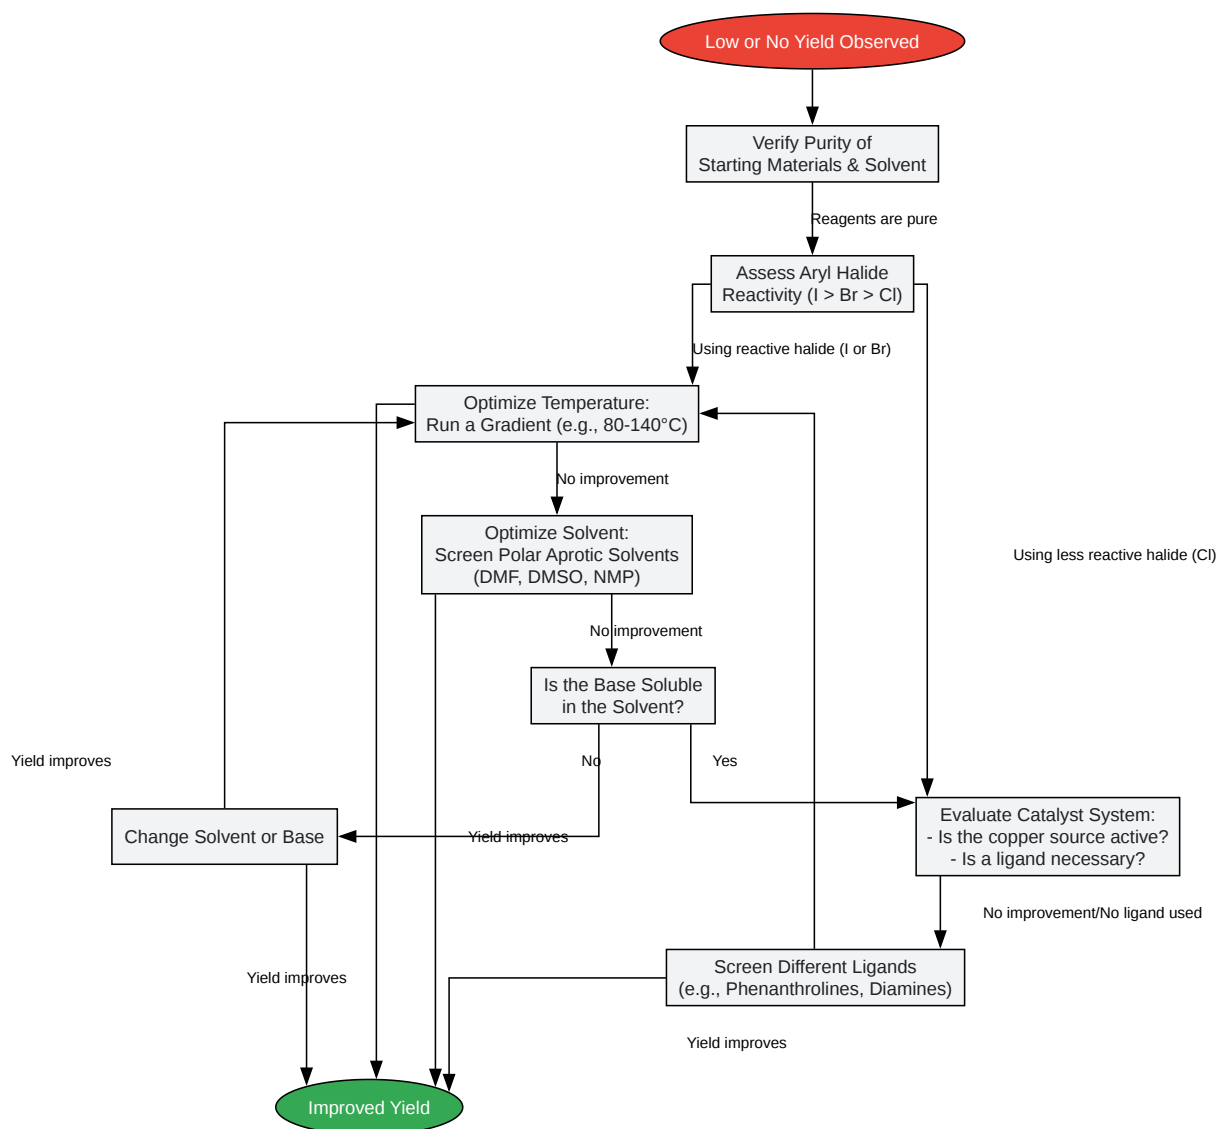 Low or No Yield Observed
Verify Purity of
Starting Materials & Solvent
Reagents are pure
Assess Aryl Halide
Reactivity (I > Br > Cl)
Using reactive halide (I or Br)
Optimize Temperature:
Run a Gradient (e.g., 80-140°C)
No improvement
Optimize Solvent:
Screen Polar Aprotic Solvents
(DMF, DMSO, NMP)
Using less reactive halide (Cl)
No improvement
Is the Base Soluble
in the Solvent?
Yield improves
No
Yes
Change Solvent or Base
Yield improves
Evaluate Catalyst System:
- Is the copper source active?
- Is a ligand necessary?
No improvement/No ligand used
Yield improves
Screen Different Ligands
(e.g., Phenanthrolines, Diamines)
Yield improves
Improved Yield